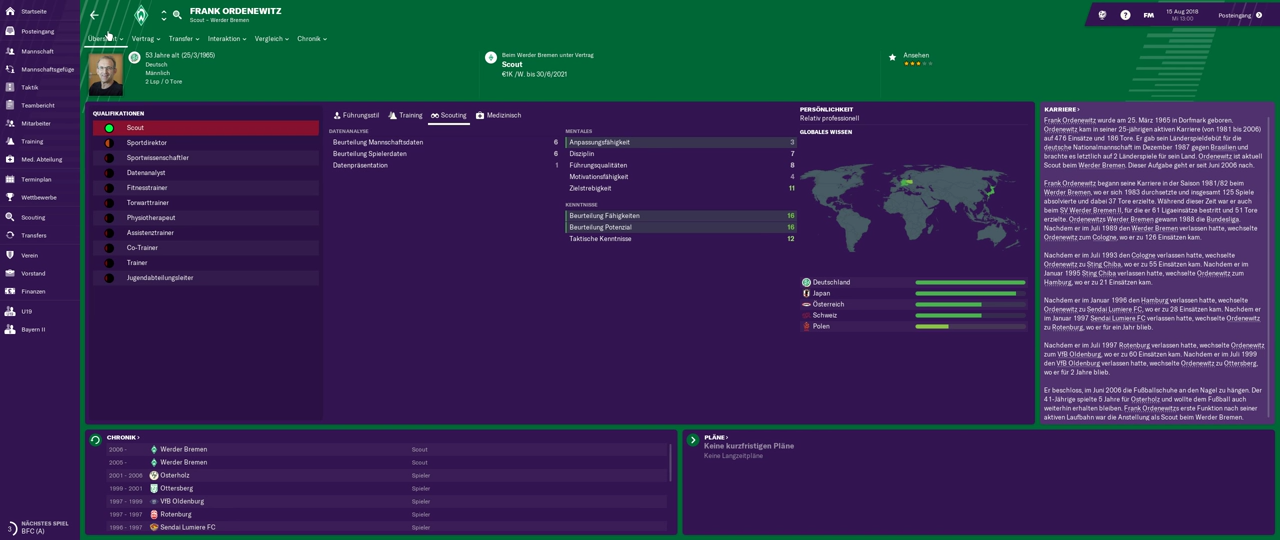 Startseite
Posteingang
Mannschaft
Mannschaftsgefüge
Taktik
Teambericht
Mitarbeiter
Training
Med. Abteilung
Terminplan
Wettbewerbe
Scouting
Transfers
Verein
Vorstand
Finanzen
U19
Bayern II
3
NÄCHSTES SPIEL
BFC (A)
FRANK ORDENEWITZ
Scout - Werder Bremen
FM
15 Aug 2018
Mi 13:00
Posteingang
Übersicht
Vertrag
Transfer
Interaktion
Vergleich
Chronik
53 Jahre alt (25/3/1965)
Deutsch
Männlich
2 Lsp / 0 Tore
Beim Werder Bremen unter Vertrag
Scout
€1K /W. bis 30/6/2021
Ansehen
QUALIFIKATIONEN
Scout
Sportdirektor
Sportwissenschaftler
Datenanalyst
Fitnesstrainer
Torwarttrainer
Physiotherapeut
Assistenztrainer
Co-Trainer
Trainer
Jugendabteilungsleiter
Führungsstil
Training
Scouting
Medizinisch
DATENANALYSE
Beurteilung Mannschaftsdaten 6
Beurteilung Spielerdaten 6
Datenpräsentation 1
MENTALES
Anpassungsfähigkeit 3
Disziplin 7
Führungsqualitäten 8
Motivationsfähigkeit 4
Zielstrebigkeit 11
KENNTNISSE
Beurteilung Fähigkeiten 16
Beurteilung Potenzial 16
Taktische Kenntnisse 12
PERSÖNLICHKEIT
Relativ professionell
GLOBALES WISSEN
Deutschland
Japan
Österreich
Schweiz
Polen
KARRIERE >
Frank Ordenewitz wurde am 25. März 1965 in Dorfmark geboren.
Ordenewitz kam in seiner 25-jährigen aktiven Karriere (von 1981 bis 2006)
auf 476 Einsätze und 186 Tore. Er gab sein Länderspieldebüt für die
deutsche Nationalmannschaft im Dezember 1987 gegen Brasilien und
brachte es letztlich auf 2 Länderspiele für sein Land. Ordenewitz ist aktuell
Scout beim Werder Bremen. Dieser Aufgabe geht er seit Juni 2006 nach.
Frank Ordenewitz begann seine Karriere in der Saison 1981/82 beim
Werder Bremen, wo er sich 1983 durchsetzte und insgesamt 125 Spiele
absolvierte und dabei 37 Tore erzielte. Während dieser Zeit war er auch
beim SV Werder Bremen II, für die er 61 Ligaeinsätze bestritt und 51 Tore
erzielte. Ordenewitzs Werder Bremen gewann 1988 die Bundesliga.
Nachdem er im Juli 1989 den Werder Bremen verlassen hatte, wechselte
Ordenewitz zum Cologne, wo er zu 126 Einsätzen kam.
Nachdem er im Juli 1993 den Cologne verlassen hatte, wechselte
Ordenewitz zu Sting Chiba, wo er zu 55 Einsätzen kam. Nachdem er im
Januar 1995 Sting Chiba verlassen hatte, wechselte Ordenewitz zum
Hamburg, wo er zu 21 Einsätzen kam.
Nachdem er im Januar 1996 den Hamburg verlassen hatte, wechselte
Ordenewitz zu Sendai Lumiere FC, wo er zu 28 Einsätzen kam. Nachdem er
im Januar 1997 Sendai Lumiere FC verlassen hatte, wechselte Ordenewitz
zu Rotenburg, wo er für ein Jahr blieb.
Nachdem er im Juli 1997 Rotenburg verlassen hatte, wechselte Ordenewitz
zum VfB Oldenburg, wo er zu 60 Einsätzen kam. Nachdem er im Juli 1999
den VfB Oldenburg verlassen hatte, wechselte Ordenewitz zu Ottersberg,
wo er für 2 Jahre blieb.
Er beschloss, im Juni 2006 die Fußballschuhe an den Nagel zu hängen. Der
41-Jährige spielte 5 Jahre für Osterholz und wollte dem Fußball auch
weiterhin erhalten bleiben. Frank Ordenewitzs erste Funktion nach seiner
aktiven Laufbahn war die Anstellung als Scout beim Werder Bremen.
CHRONIK >
2006 - Werder Bremen Scout
2005 - Werder Bremen Scout
2001 - 2006 Osterholz Spieler
1999 - 2001 Ottersberg Spieler
1997 - 1999 VfB Oldenburg Spieler
1997 - 1997 Rotenburg Spieler
1996 - 1997 Sendai Lumiere FC Spieler
PLÄNE >
Keine kurzfristigen Pläne
Keine Langzeitpläne